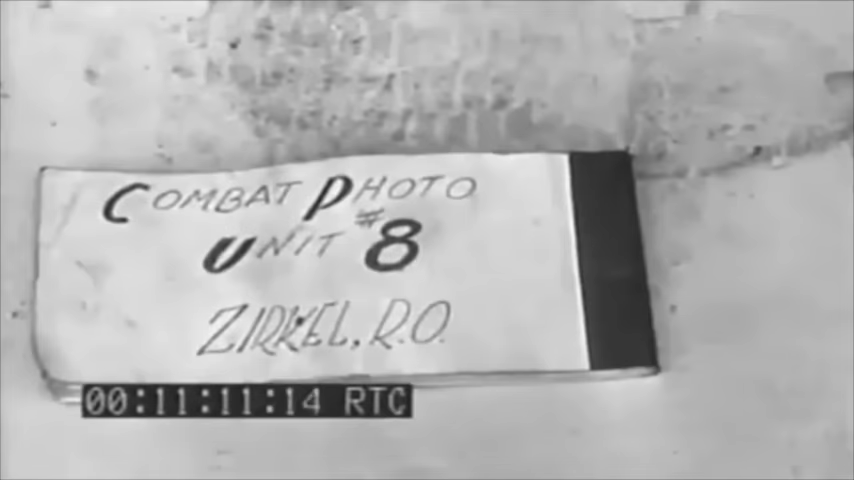 COMBAT PHOTO
UNIT #8
ZIRKEL, R.O.
00:11:11:14 RTC